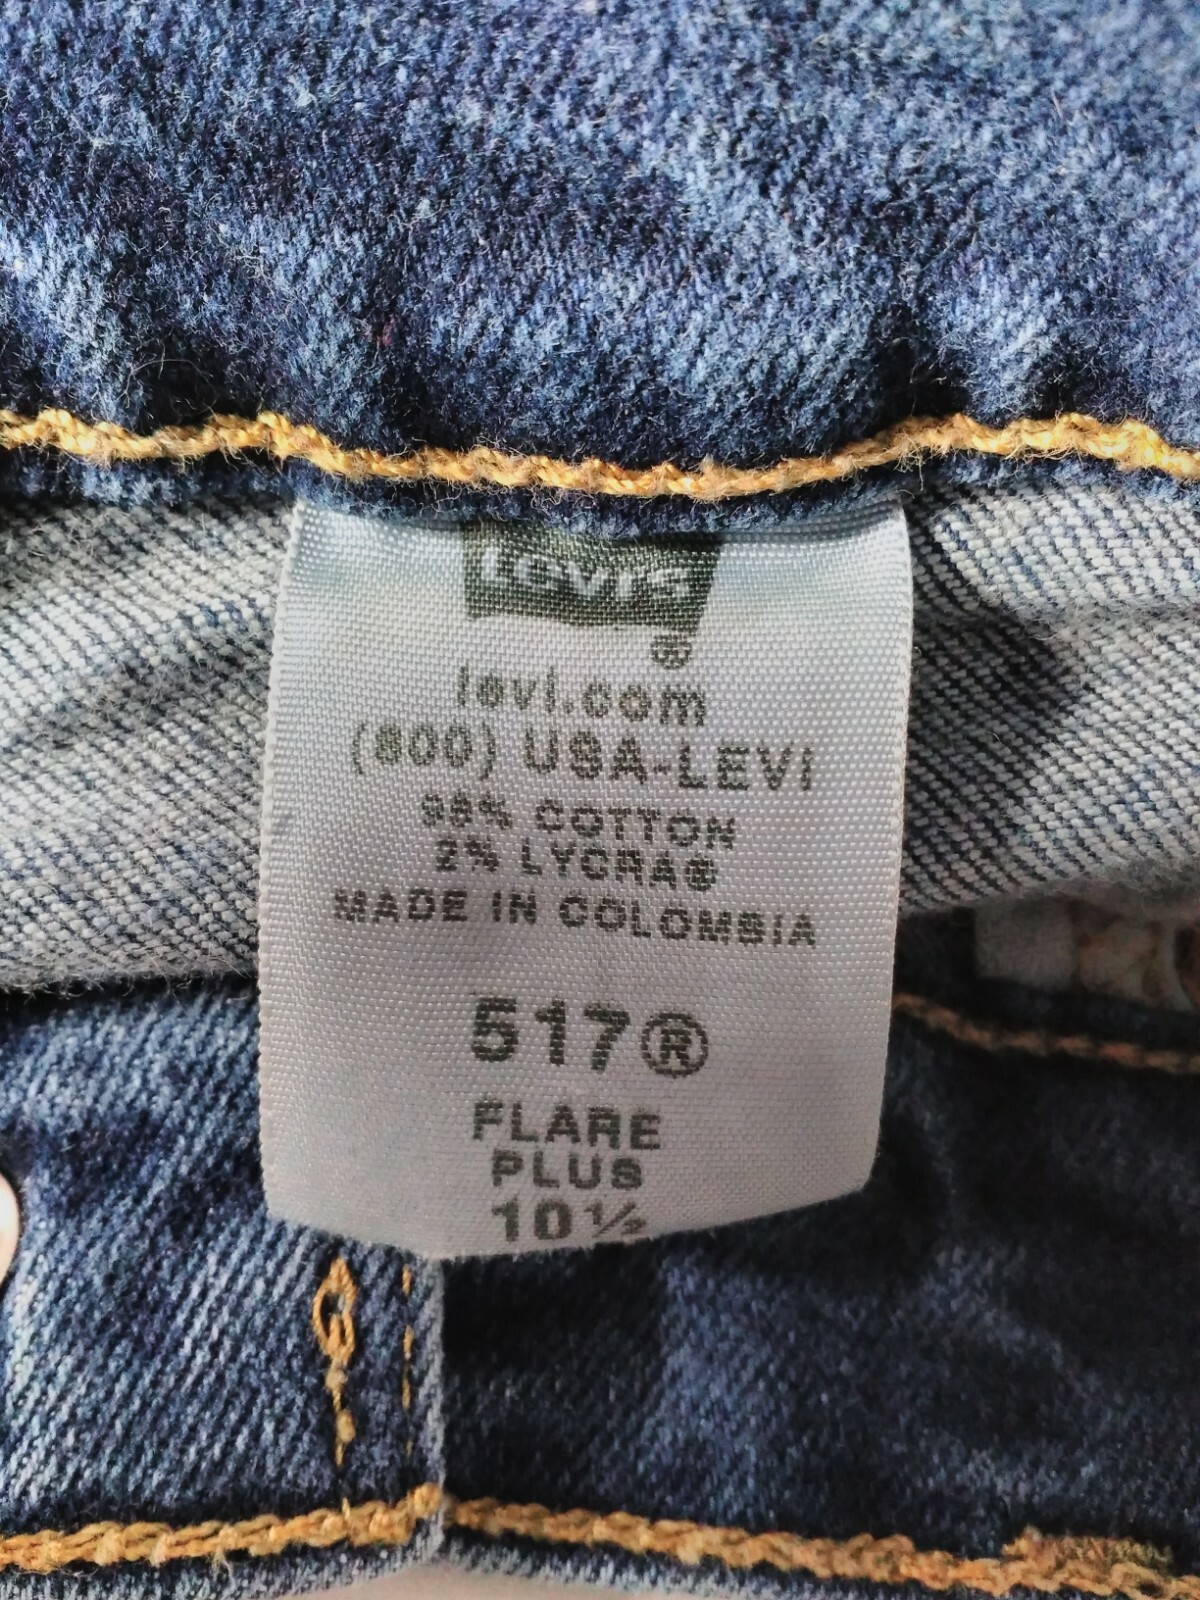 Levi's
®
levi.com
(800) USA-LEVI
98% COTTON
2% LYCRA®
MADE IN COLOMBIA
517®
FLARE
PLUS
10½